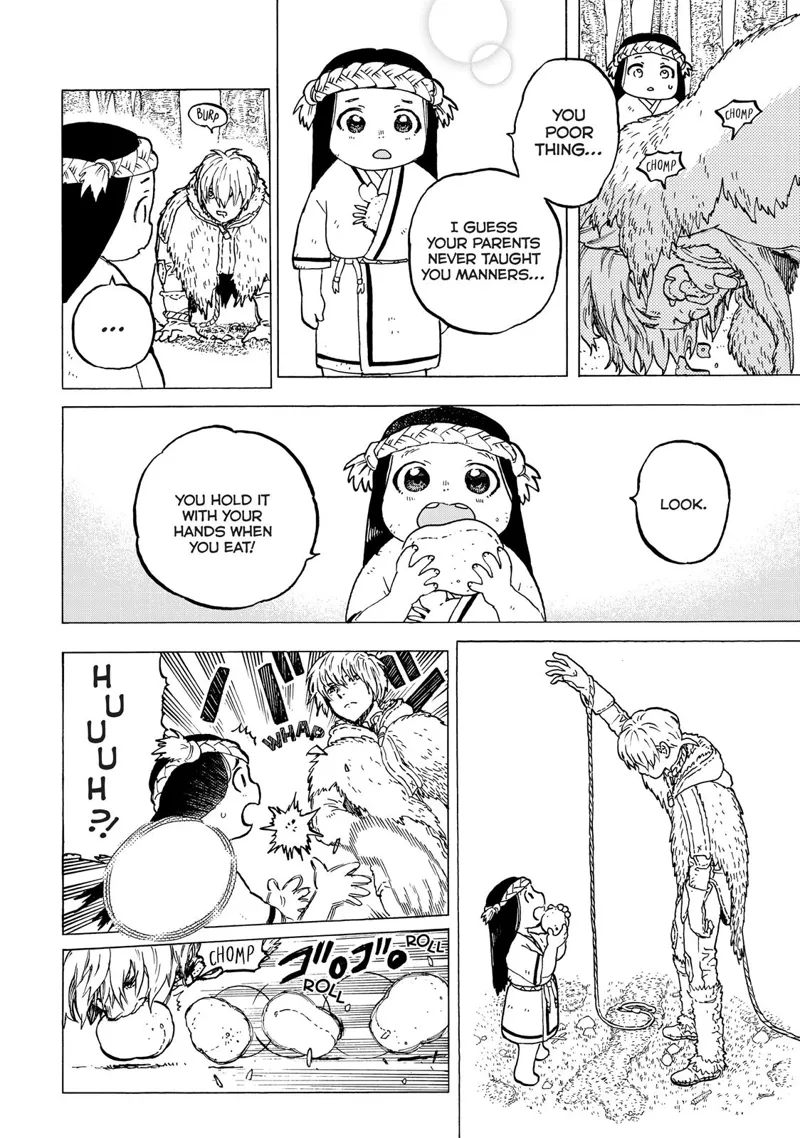 CHOMP
CHOMP
YOU
POOR
THING...
I GUESS
YOUR PARENTS
NEVER TAUGHT
YOU MANNERS...
BURP
...
LOOK.
YOU HOLD IT
WITH YOUR
HANDS WHEN
YOU EAT!
WHAP
HUUUH?!
ROLL
ゴロゴロ
ROLL
CHOMP